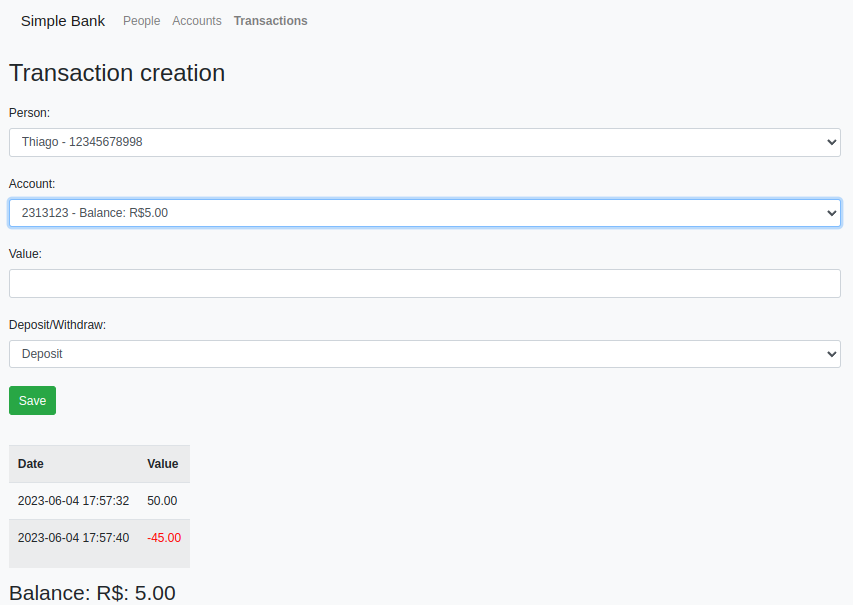 Simple Bank People Accounts Transactions
Transaction creation
Person:
Thiago - 12345678998
Account:
2313123 - Balance: R$5.00
Value:
Deposit/Withdraw:
Deposit
Save
Date Value
2023-06-04 17:57:32 50.00
2023-06-04 17:57:40 -45.00
Balance: R$: 5.00